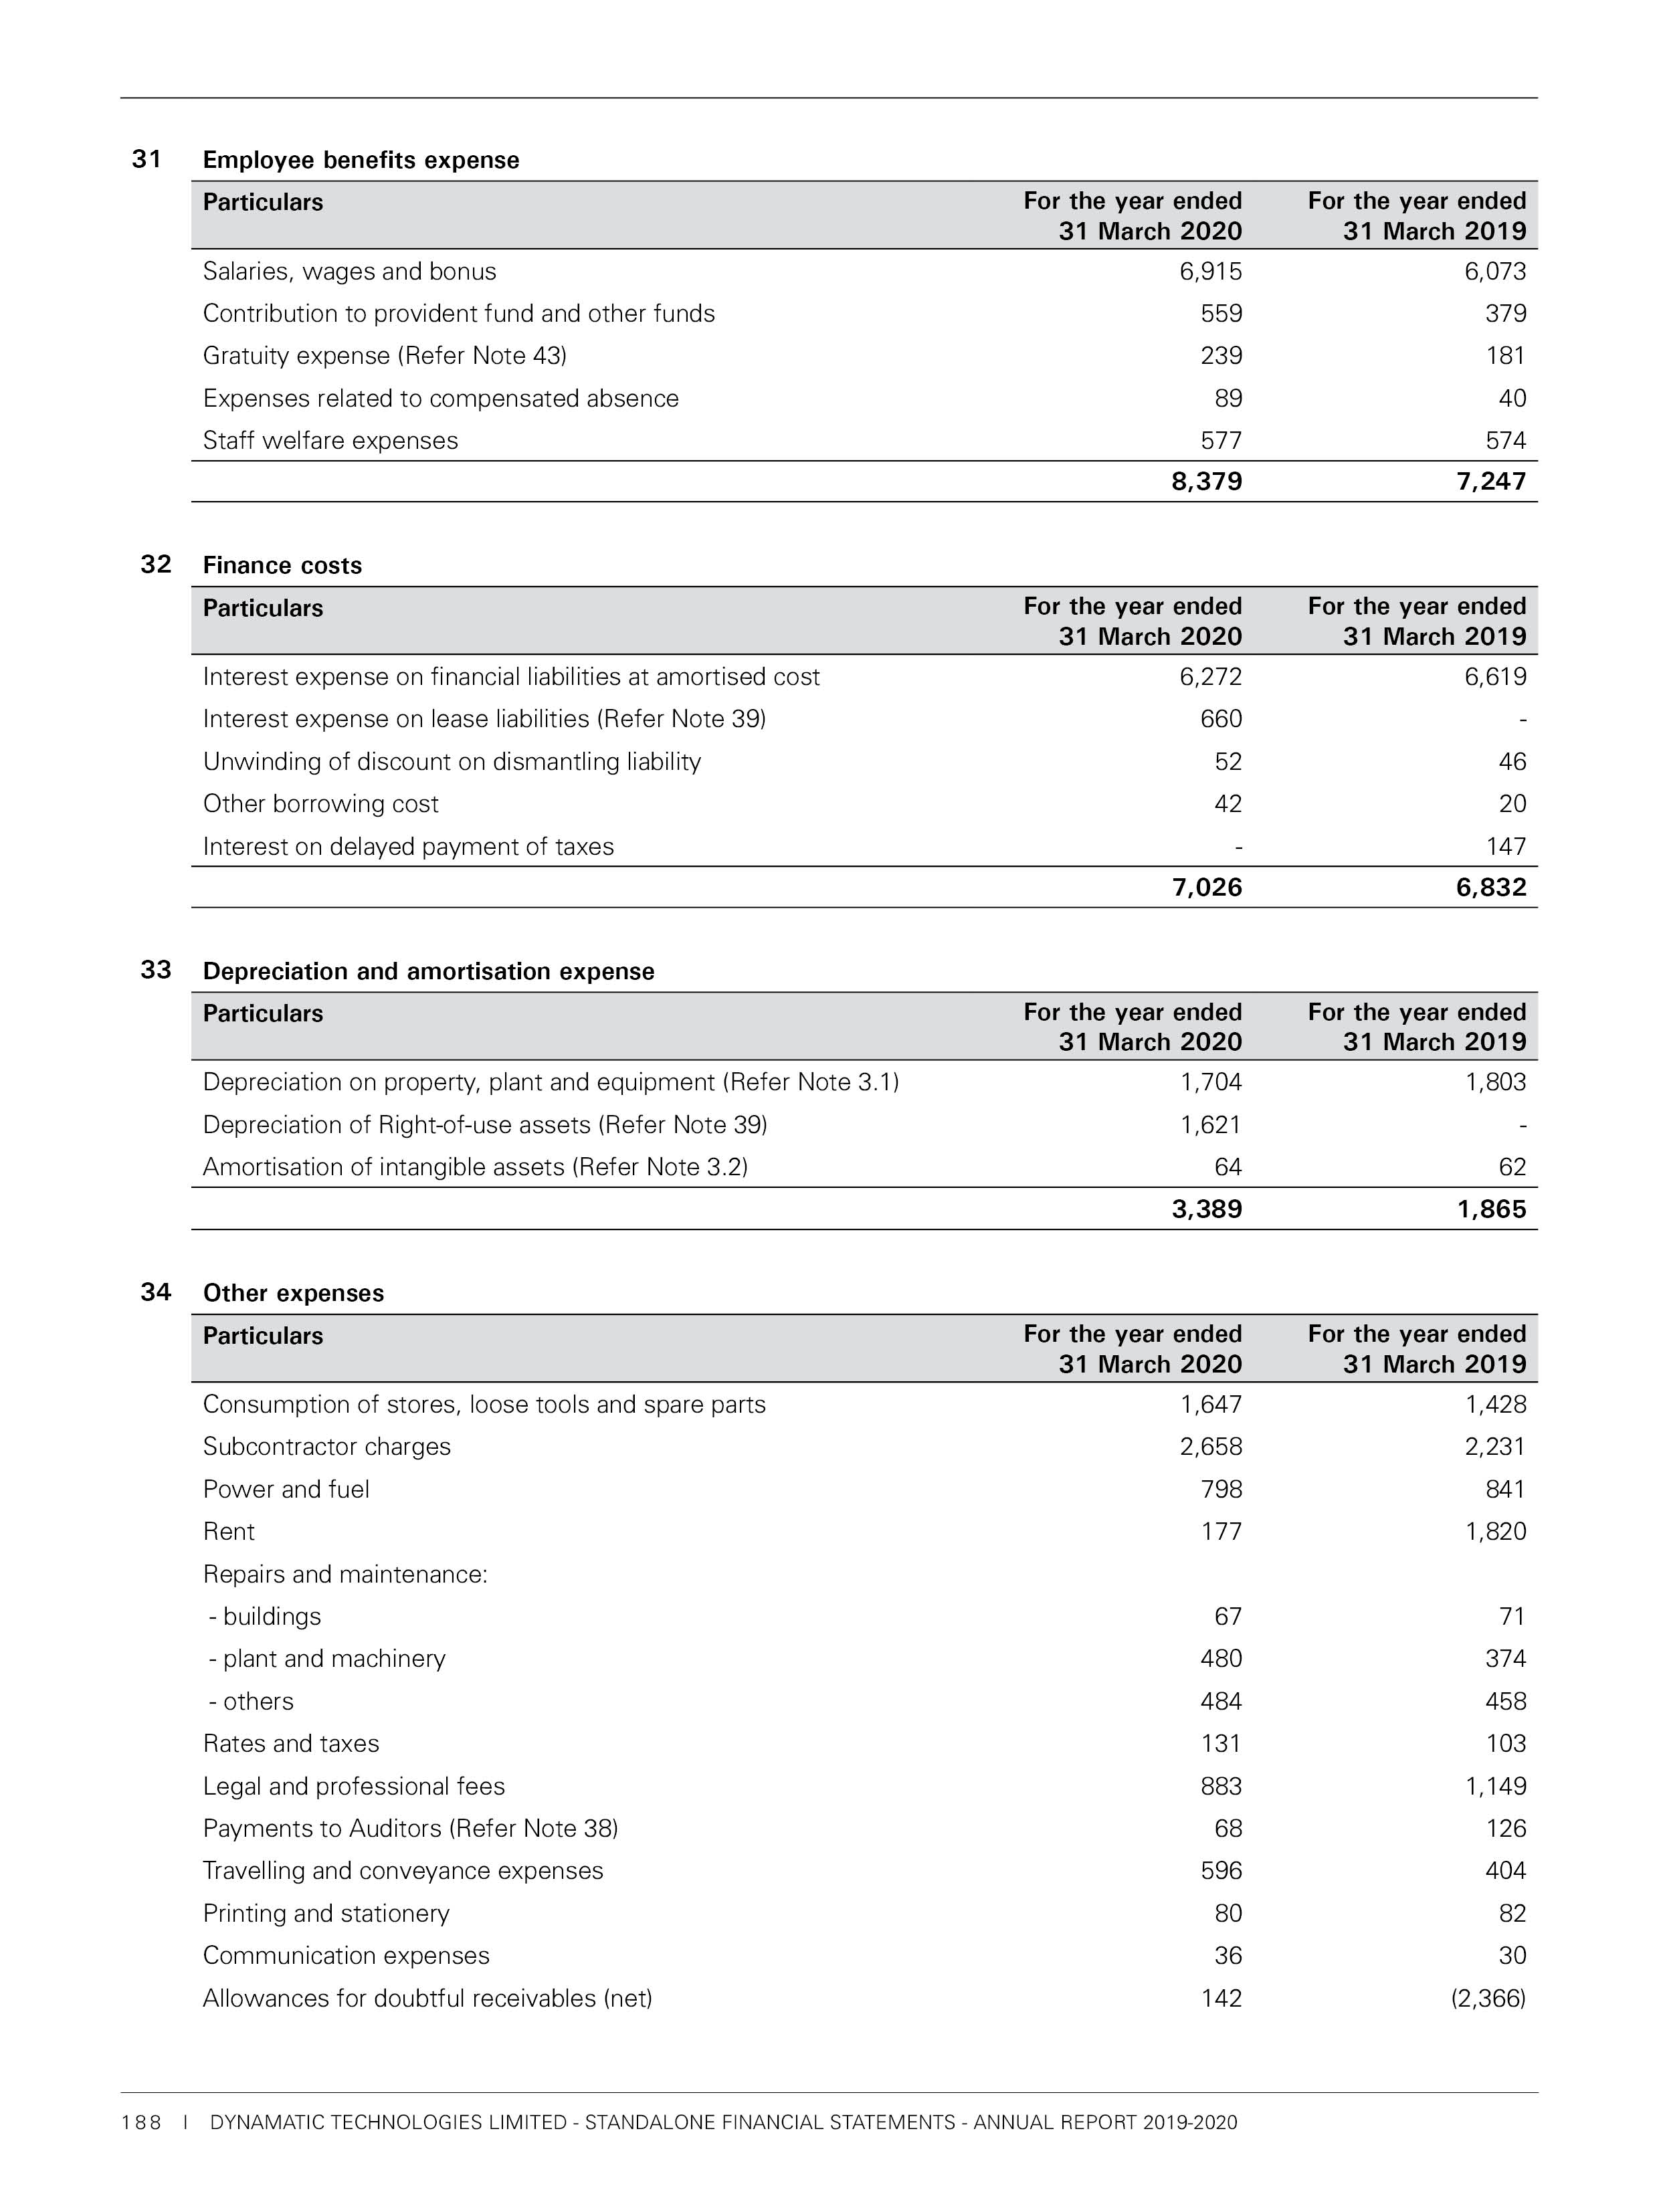 31 Employee benefits expense
Particulars For the year ended For the year ended
31 March 2020 31 March 2019
Salaries, wages and bonus 6,915 6,073
Contribution to provident fund and other funds 559 379
Gratuity expense (Refer Note 43) 239 181
Expenses related to compensated absence 89 40
Staff welfare expenses 577 574
8,379 7,247
32 Finance costs
Particulars For the year ended For the year ended
31 March 2020 31 March 2019
Interest expense on financial liabilities at amortised cost 6,272 6,619
Interest expense on lease liabilities (Refer Note 39) 660 -
Unwinding of discount on dismantling liability 52 46
Other borrowing cost 42 20
Interest on delayed payment of taxes - 147
7,026 6,832
33 Depreciation and amortisation expense
Particulars For the year ended For the year ended
31 March 2020 31 March 2019
Depreciation on property, plant and equipment (Refer Note 3.1) 1,704 1,803
Depreciation of Right-of-use assets (Refer Note 39) 1,621 -
Amortisation of intangible assets (Refer Note 3.2) 64 62
3,389 1,865
34 Other expenses
Particulars For the year ended For the year ended
31 March 2020 31 March 2019
Consumption of stores, loose tools and spare parts 1,647 1,428
Subcontractor charges 2,658 2,231
Power and fuel 798 841
Rent 177 1,820
Repairs and maintenance:
- buildings 67 71
- plant and machinery 480 374
- others 484 458
Rates and taxes 131 103
Legal and professional fees 883 1,149
Payments to Auditors (Refer Note 38) 68 126
Travelling and conveyance expenses 596 404
Printing and stationery 80 82
Communication expenses 36 30
Allowances for doubtful receivables (net) 142 (2,366)
188 I DYNAMATIC TECHNOLOGIES LIMITED - STANDALONE FINANCIAL STATEMENTS - ANNUAL REPORT 2019-2020